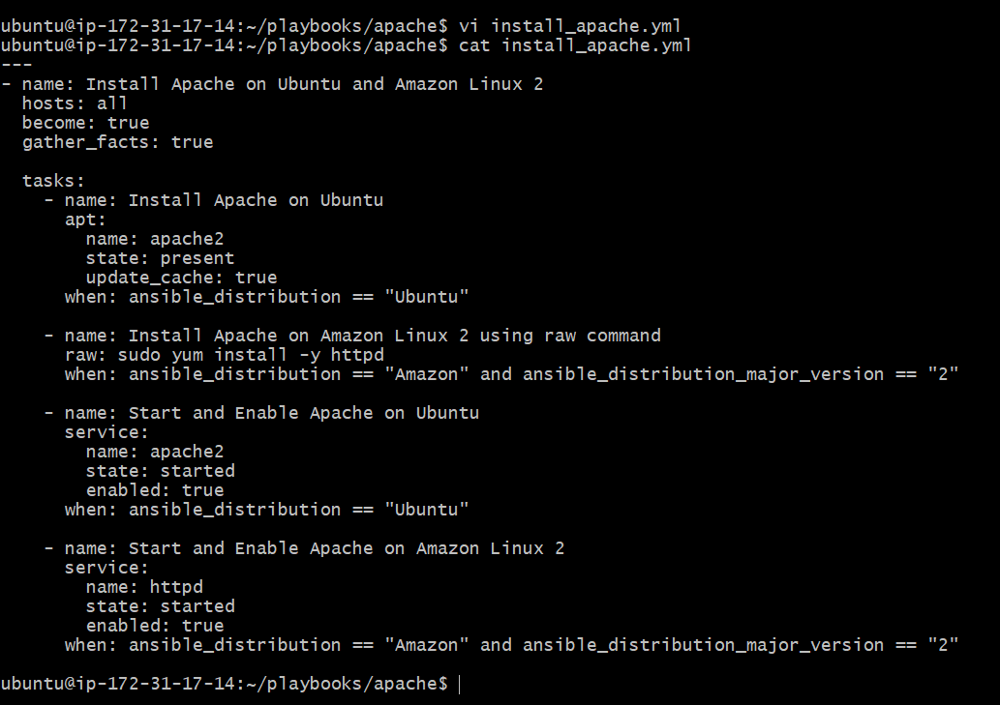 ubuntu@ip-172-31-17-14:~/playbooks/apache$ vi install_apache.yml
ubuntu@ip-172-31-17-14:~/playbooks/apache$ cat install_apache.yml
---
- name: Install Apache on Ubuntu and Amazon Linux 2
  hosts: all
  become: true
  gather_facts: true

  tasks:
    - name: Install Apache on Ubuntu
      apt:
        name: apache2
        state: present
        update_cache: true
      when: ansible_distribution == "Ubuntu"

    - name: Install Apache on Amazon Linux 2 using raw command
      raw: sudo yum install -y httpd
      when: ansible_distribution == "Amazon" and ansible_distribution_major_version == "2"

    - name: Start and Enable Apache on Ubuntu
      service:
        name: apache2
        state: started
        enabled: true
      when: ansible_distribution == "Ubuntu"

    - name: Start and Enable Apache on Amazon Linux 2
      service:
        name: httpd
        state: started
        enabled: true
      when: ansible_distribution == "Amazon" and ansible_distribution_major_version == "2"

ubuntu@ip-172-31-17-14:~/playbooks/apache$